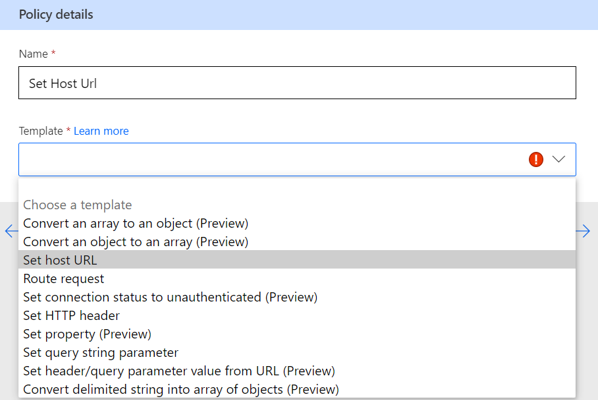 Policy details
Name *
Set Host Url
Template * Learn more
Choose a template
Convert an array to an object (Preview)
Convert an object to an array (Preview)
Set host URL
Route request
Set connection status to unauthenticated (Preview)
Set HTTP header
Set property (Preview)
Set query string parameter
Set header/query parameter value from URL (Preview)
Convert delimited string into array of objects (Preview)